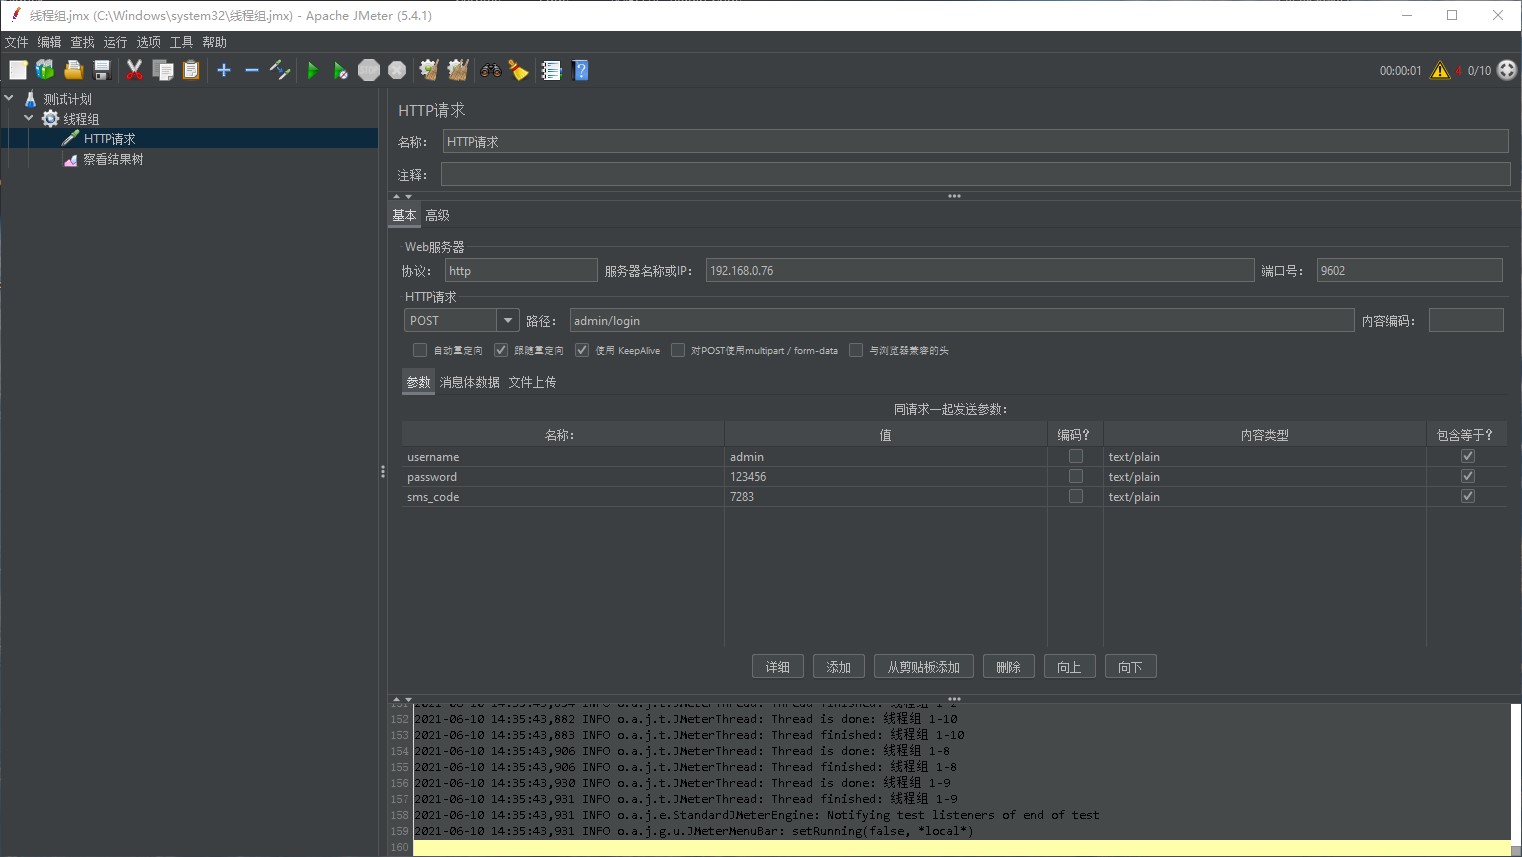 线程组.jmx (C:\Windows\system32\线程组.jmx) - Apache JMeter (5.4.1)
文件 编辑 查找 运行 选项 工具 帮助
00:00:01 4 0/10
测试计划
线程组
HTTP请求
察看结果树
HTTP请求
名称： HTTP请求
注释：
基本 高级
Web服务器
协议： http 服务器名称或IP： 192.168.0.76 端口号： 9602
HTTP请求
POST 路径： admin/login 内容编码：
自动重定向 跟随重定向 使用 KeepAlive 对POST使用multipart / form-data 与浏览器兼容的头
参数 消息体数据 文件上传
同请求一起发送参数：
名称： 值 编码？ 内容类型 包含等于？
username admin text/plain
password 123456 text/plain
sms_code 7283 text/plain
详细 添加 从剪贴板添加 删除 向上 向下
152 2021-06-10 14:35:43,882 INFO o.a.j.t.JMeterThread: Thread is done: 线程组 1-10
153 2021-06-10 14:35:43,883 INFO o.a.j.t.JMeterThread: Thread finished: 线程组 1-10
154 2021-06-10 14:35:43,906 INFO o.a.j.t.JMeterThread: Thread is done: 线程组 1-8
155 2021-06-10 14:35:43,906 INFO o.a.j.t.JMeterThread: Thread finished: 线程组 1-8
156 2021-06-10 14:35:43,930 INFO o.a.j.t.JMeterThread: Thread is done: 线程组 1-9
157 2021-06-10 14:35:43,931 INFO o.a.j.t.JMeterThread: Thread finished: 线程组 1-9
158 2021-06-10 14:35:43,931 INFO o.a.j.e.StandardJMeterEngine: Notifying test listeners of end of test
159 2021-06-10 14:35:43,931 INFO o.a.j.g.u.JMeterMenuBar: setRunning(false, *local*)
160